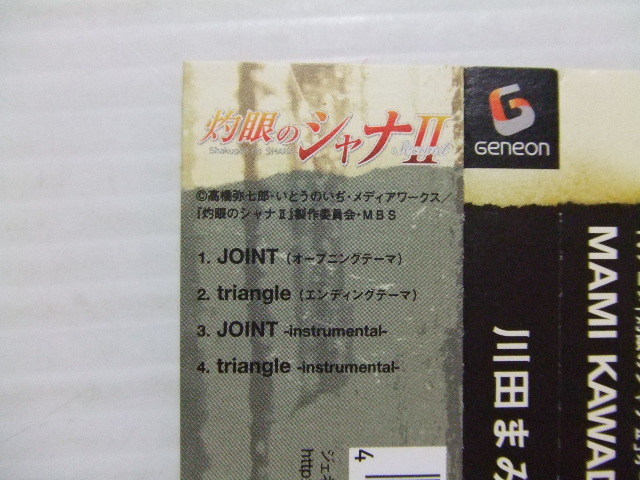 灼眼のシャナII
©高橋弥七郎・いとうのいぢ・メディアワークス／
『灼眼のシャナⅡ』製作委員会・MBS
1. JOINT (オープニングテーマ)
2. triangle (エンディングテーマ)
3. JOINT -instrumental-
4. triangle -instrumental-
4
ジェネ
http
GENEON
川田まみ
MAMI KAWAD